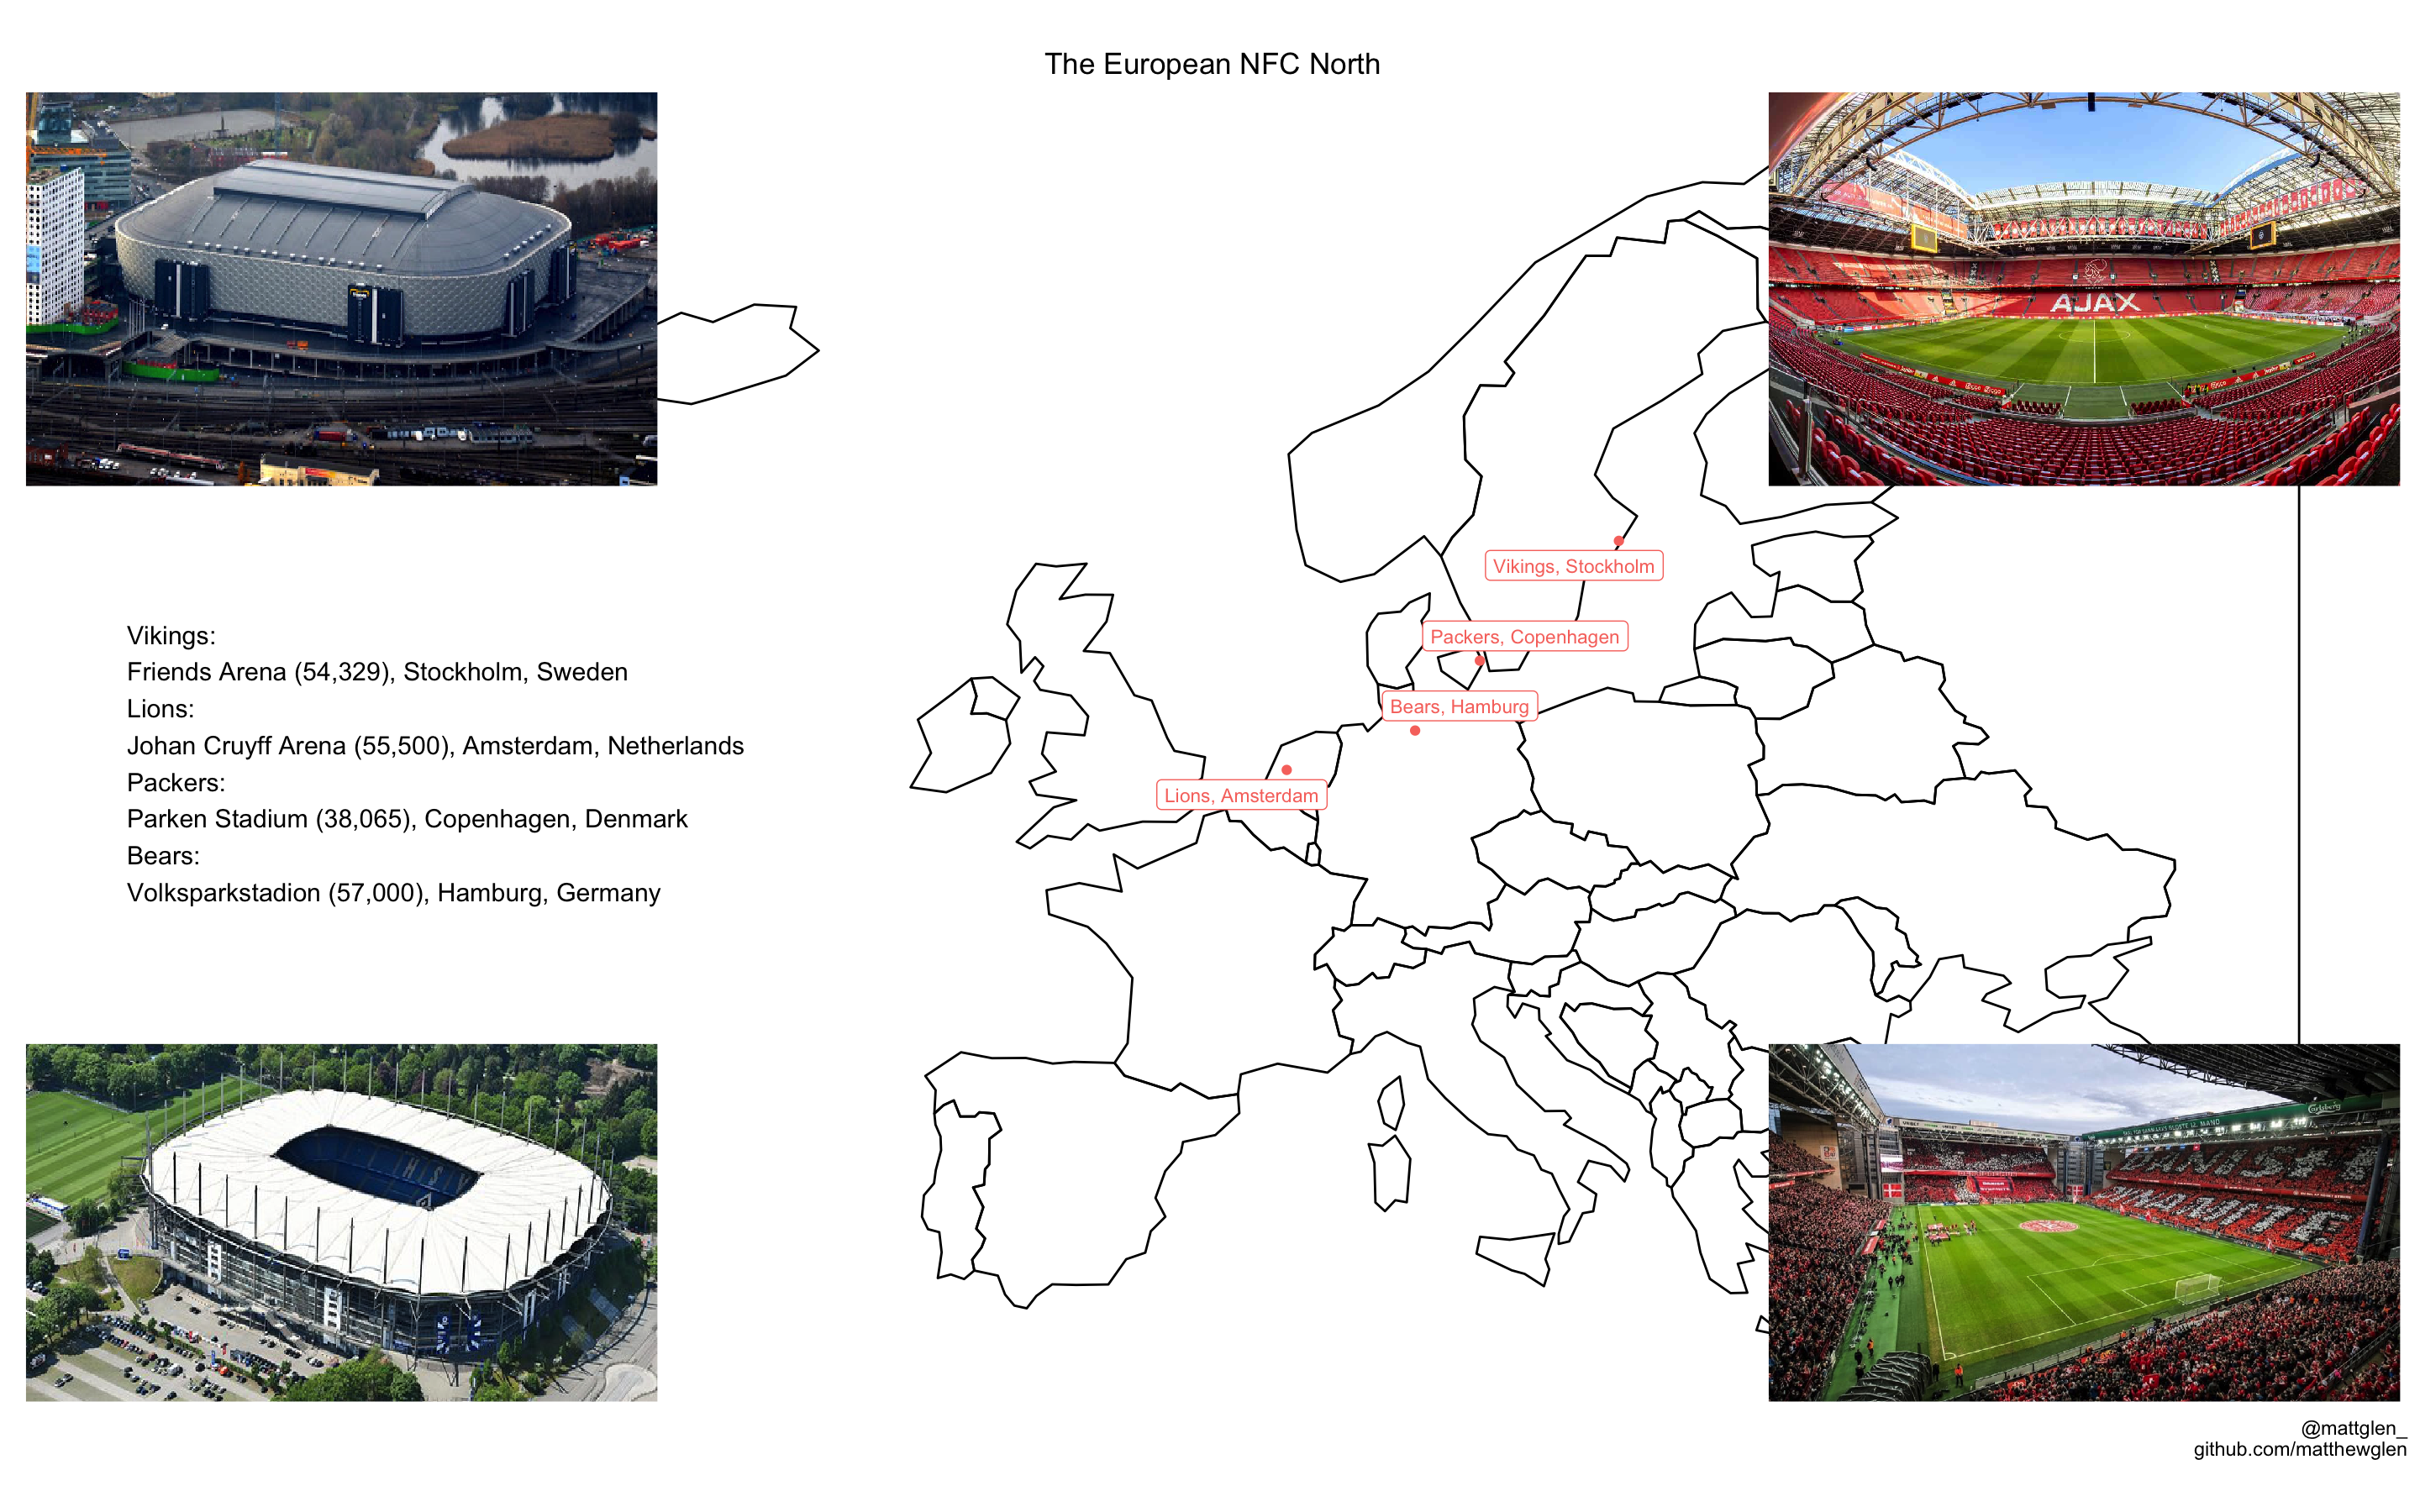 The European NFC North
AJAX
Vikings, Stockholm
Packers, Copenhagen
Bears, Hamburg
Lions, Amsterdam
Vikings:
Friends Arena (54,329), Stockholm, Sweden
Lions:
Johan Cruyff Arena (55,500), Amsterdam, Netherlands
Packers:
Parken Stadium (38,065), Copenhagen, Denmark
Bears:
Volksparkstadion (57,000), Hamburg, Germany
Carlsberg
@mattglen_
github.com/matthewglen